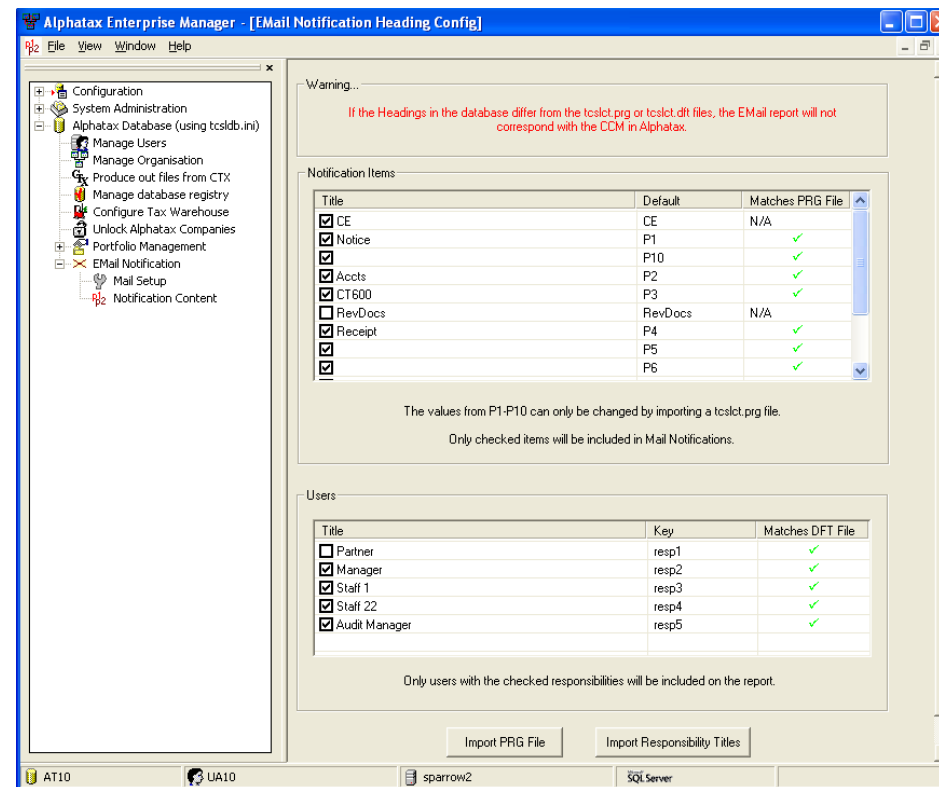 Alphatax Enterprise Manager - [EMail Notification Heading Config]
File View Window Help
Configuration
System Administration
Alphatax Database (using tcsldb.ini)
Manage Users
Manage Organisation
Produce out files from CTX
Manage database registry
Configure Tax Warehouse
Unlock Alphatax Companies
Portfolio Management
EMail Notification
Mail Setup
Notification Content
Warning...
If the Headings in the database differ from the tcslct.prg or tcslct.dft files, the EMail report will not
correspond with the CCM in Alphatax.
Notification Items
Title Default Matches PRG File
CE CE N/A
Notice P1
P10
Accts P2
CT600 P3
RevDocs RevDocs N/A
Receipt P4
P5
P6
The values from P1-P10 can only be changed by importing a tcslct.prg file.
Only checked items will be included in Mail Notifications.
Users
Title Key Matches DFT File
Partner resp1
Manager resp2
Staff 1 resp3
Staff 22 resp4
Audit Manager resp5
Only users with the checked responsibilities will be included on the report.
Import PRG File Import Responsibility Titles
AT10 UA10 sparrow2 SQL Server